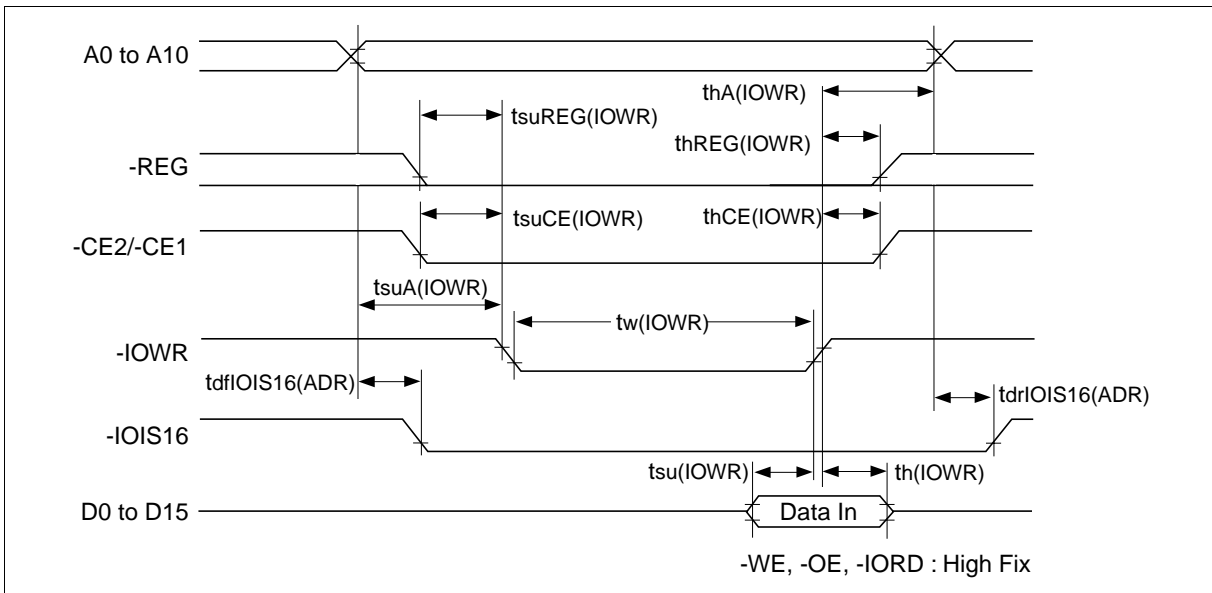 A0 to A10
thA(IOWR)
tsuREG(IOWR)
thREG(IOWR)
-REG
tsuCE(IOWR)
thCE(IOWR)
-CE2/-CE1
tsuA(IOWR)
tw(IOWR)
-IOWR
tdfIOIS16(ADR)
tdrIOIS16(ADR)
-IOIS16
tsu(IOWR)
th(IOWR)
D0 to D15
Data In
-WE, -OE, -IORD : High Fix